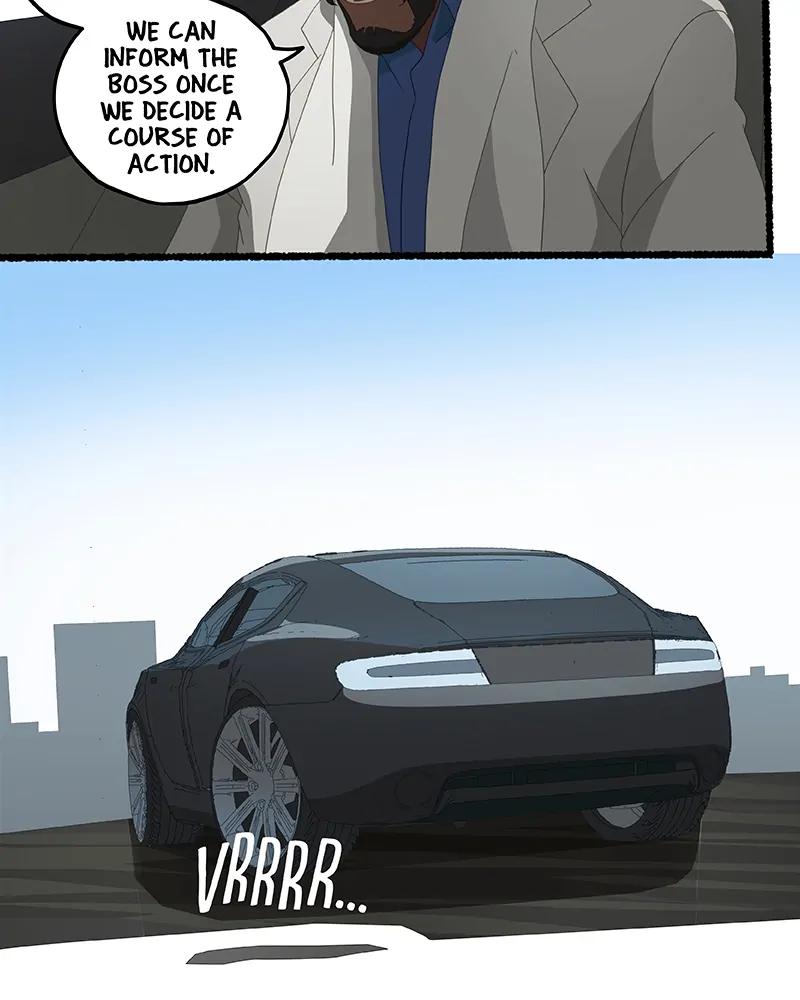 WE CAN
INFORM THE
BOSS ONCE
WE DECIDE A
COURSE OF
ACTION.
VRRRR...